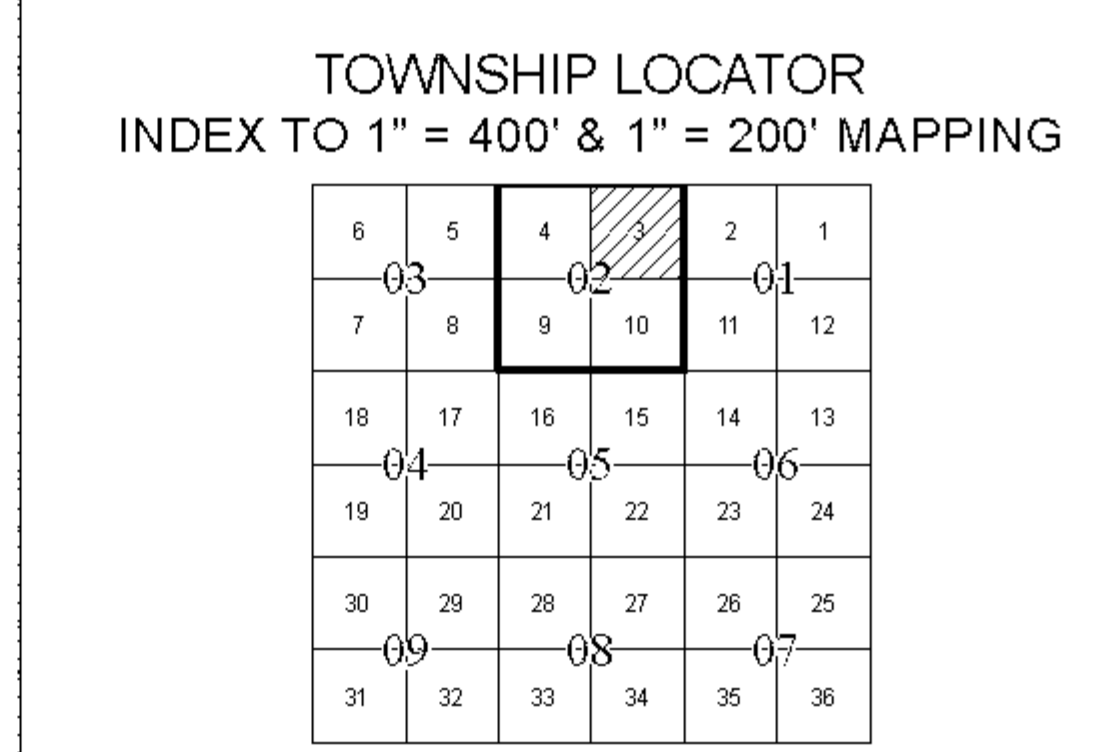 TOWNSHIP LOCATOR
INDEX TO 1" = 400' & 1" = 200' MAPPING
6 5 4 3 2 1
03 02 01
7 8 9 10 11 12
18 17 16 15 14 13
04 05 06
19 20 21 22 23 24
30 29 28 27 26 25
09 08 07
31 32 33 34 35 36